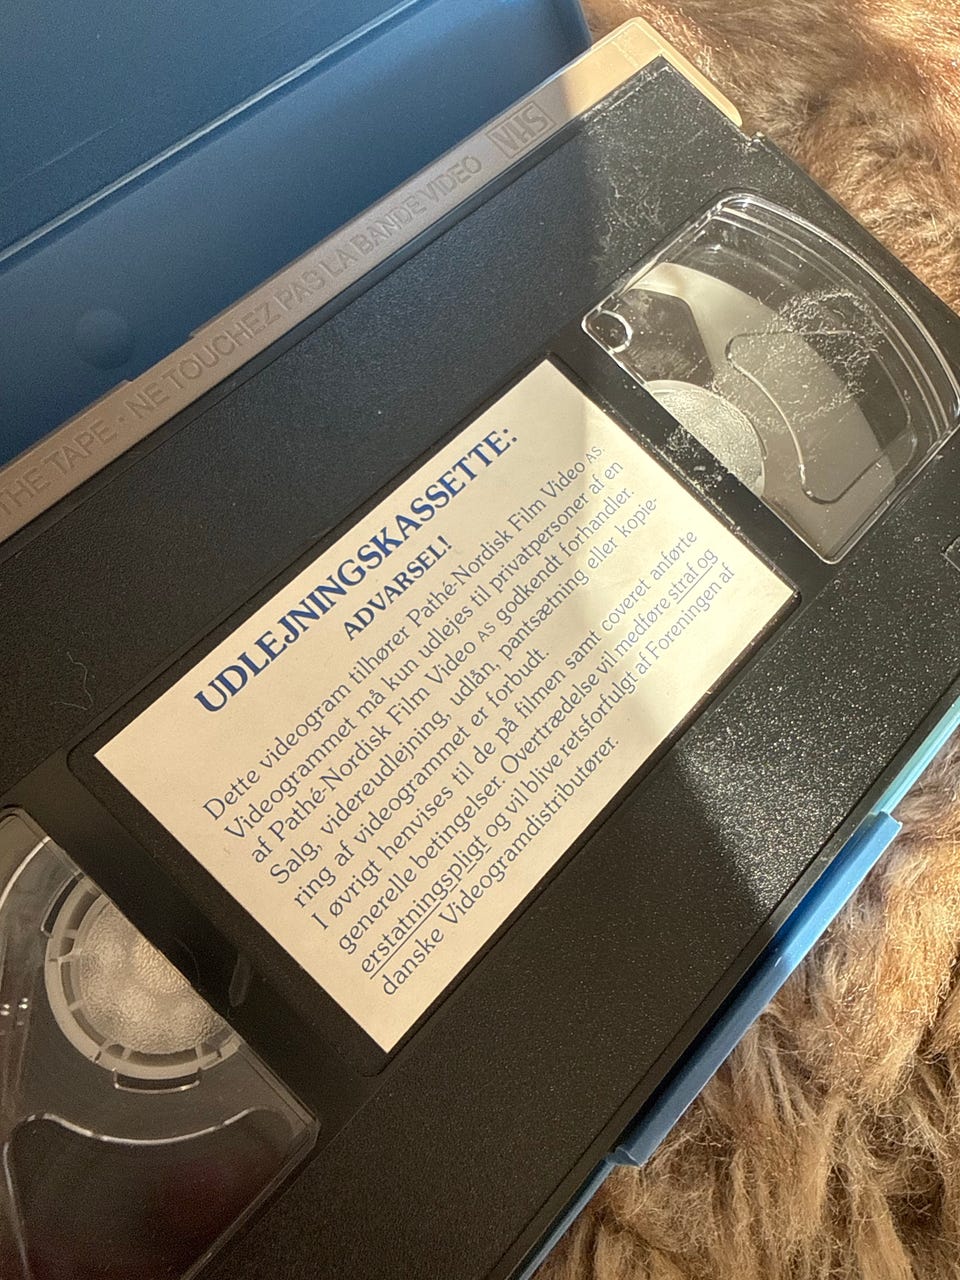 THE TAPE · NE TOUCHEZ PAS LA BANDE VIDEO VHS
UDLEJNINGSKASSETTE:
ADVARSEL!
Dette videogram tilhører Pathé-Nordisk Film Video AS.
Videogrammet må kun udlejes til privatpersoner af en
af Pathé-Nordisk Film Video AS godkendt forhandler.
Salg, videreudlejning, udlån, pantsætning eller kopie-
ring af videogrammet er forbudt.
I øvrigt henvises til de på filmen samt coveret anførte
generelle betingelser. Overtrædelse vil medføre straf og
erstatningspligt og vil blive retsforfulgt af Foreningen af
danske Videogramdistributører.